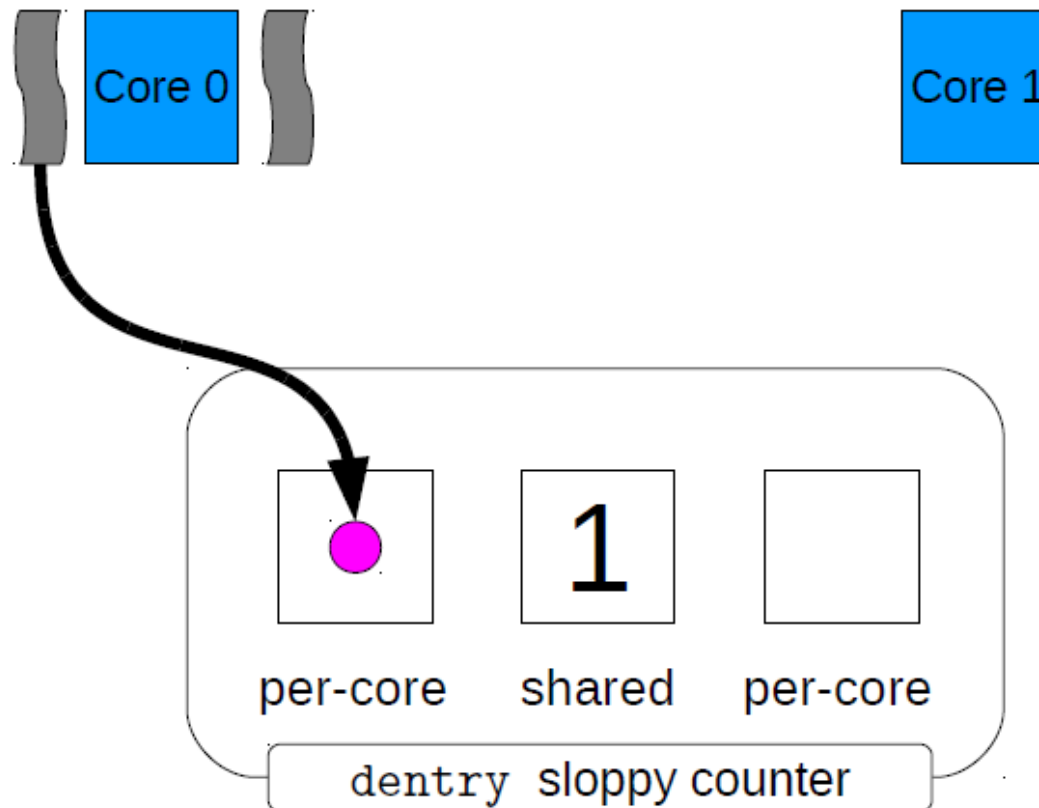 Core 0
Core 1
1
per-core
shared
per-core
dentry sloppy counter